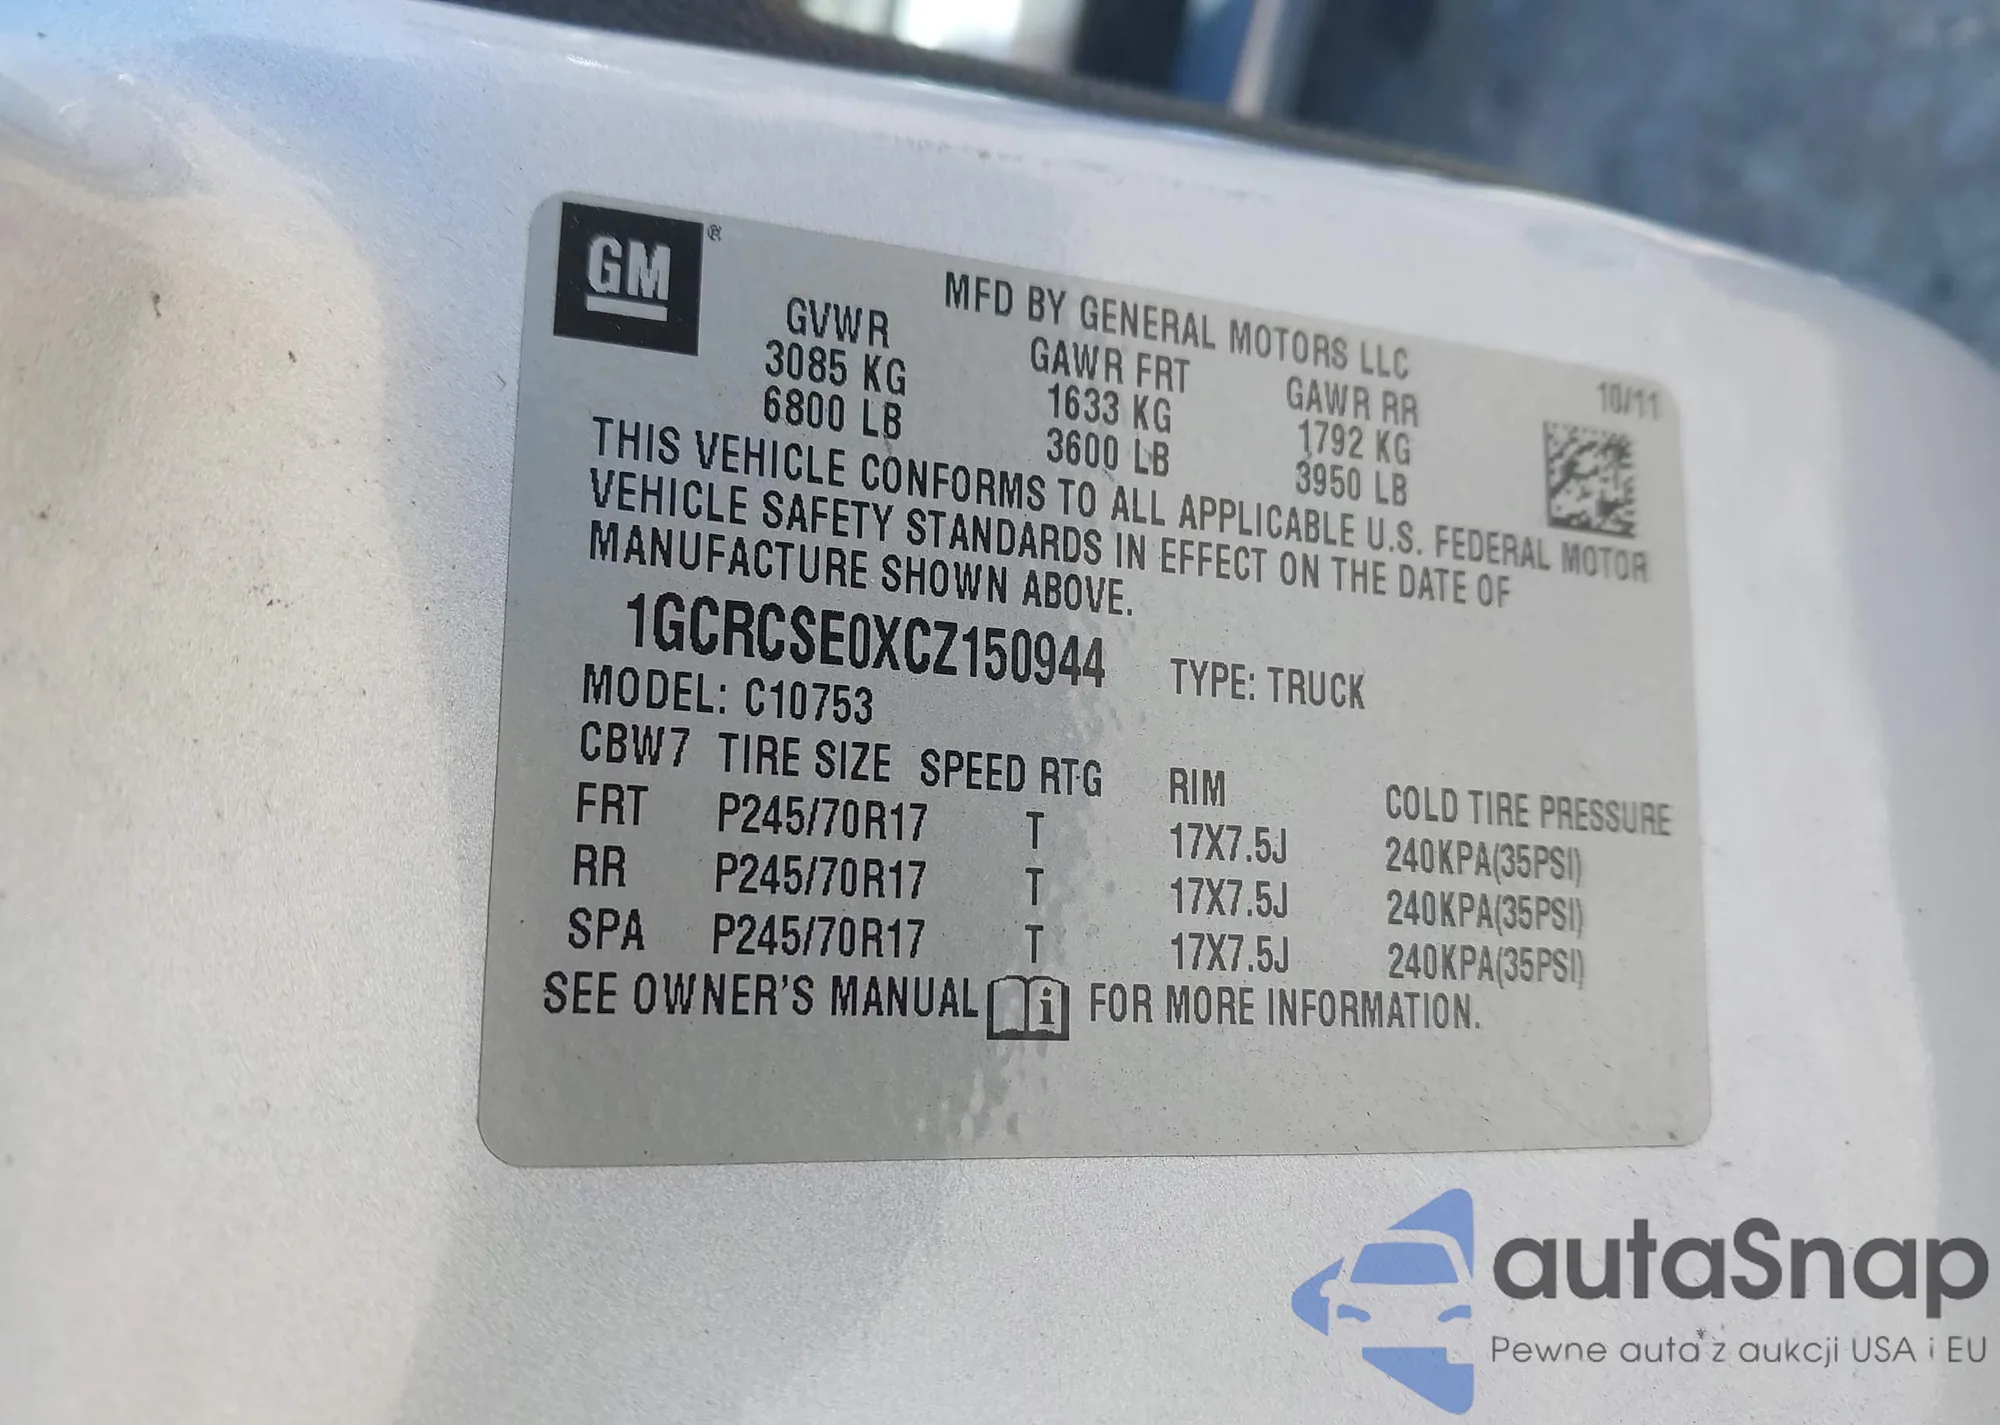 GM ®
MFD BY GENERAL MOTORS LLC
GVWR GAWR FRT GAWR RR 10/11
3085 KG 1633 KG 1792 KG
6800 LB 3600 LB 3950 LB
THIS VEHICLE CONFORMS TO ALL APPLICABLE U.S. FEDERAL MOTOR
VEHICLE SAFETY STANDARDS IN EFFECT ON THE DATE OF
MANUFACTURE SHOWN ABOVE.
1GCRCSE0XCZ150944 TYPE: TRUCK
MODEL: C10753
CBW7 TIRE SIZE SPEED RTG RIM COLD TIRE PRESSURE
FRT P245/70R17 T 17X7.5J 240KPA(35PSI)
RR P245/70R17 T 17X7.5J 240KPA(35PSI)
SPA P245/70R17 T 17X7.5J 240KPA(35PSI)
SEE OWNER'S MANUAL i FOR MORE INFORMATION.
autaSnap
Pewne auta z aukcji USA i EU